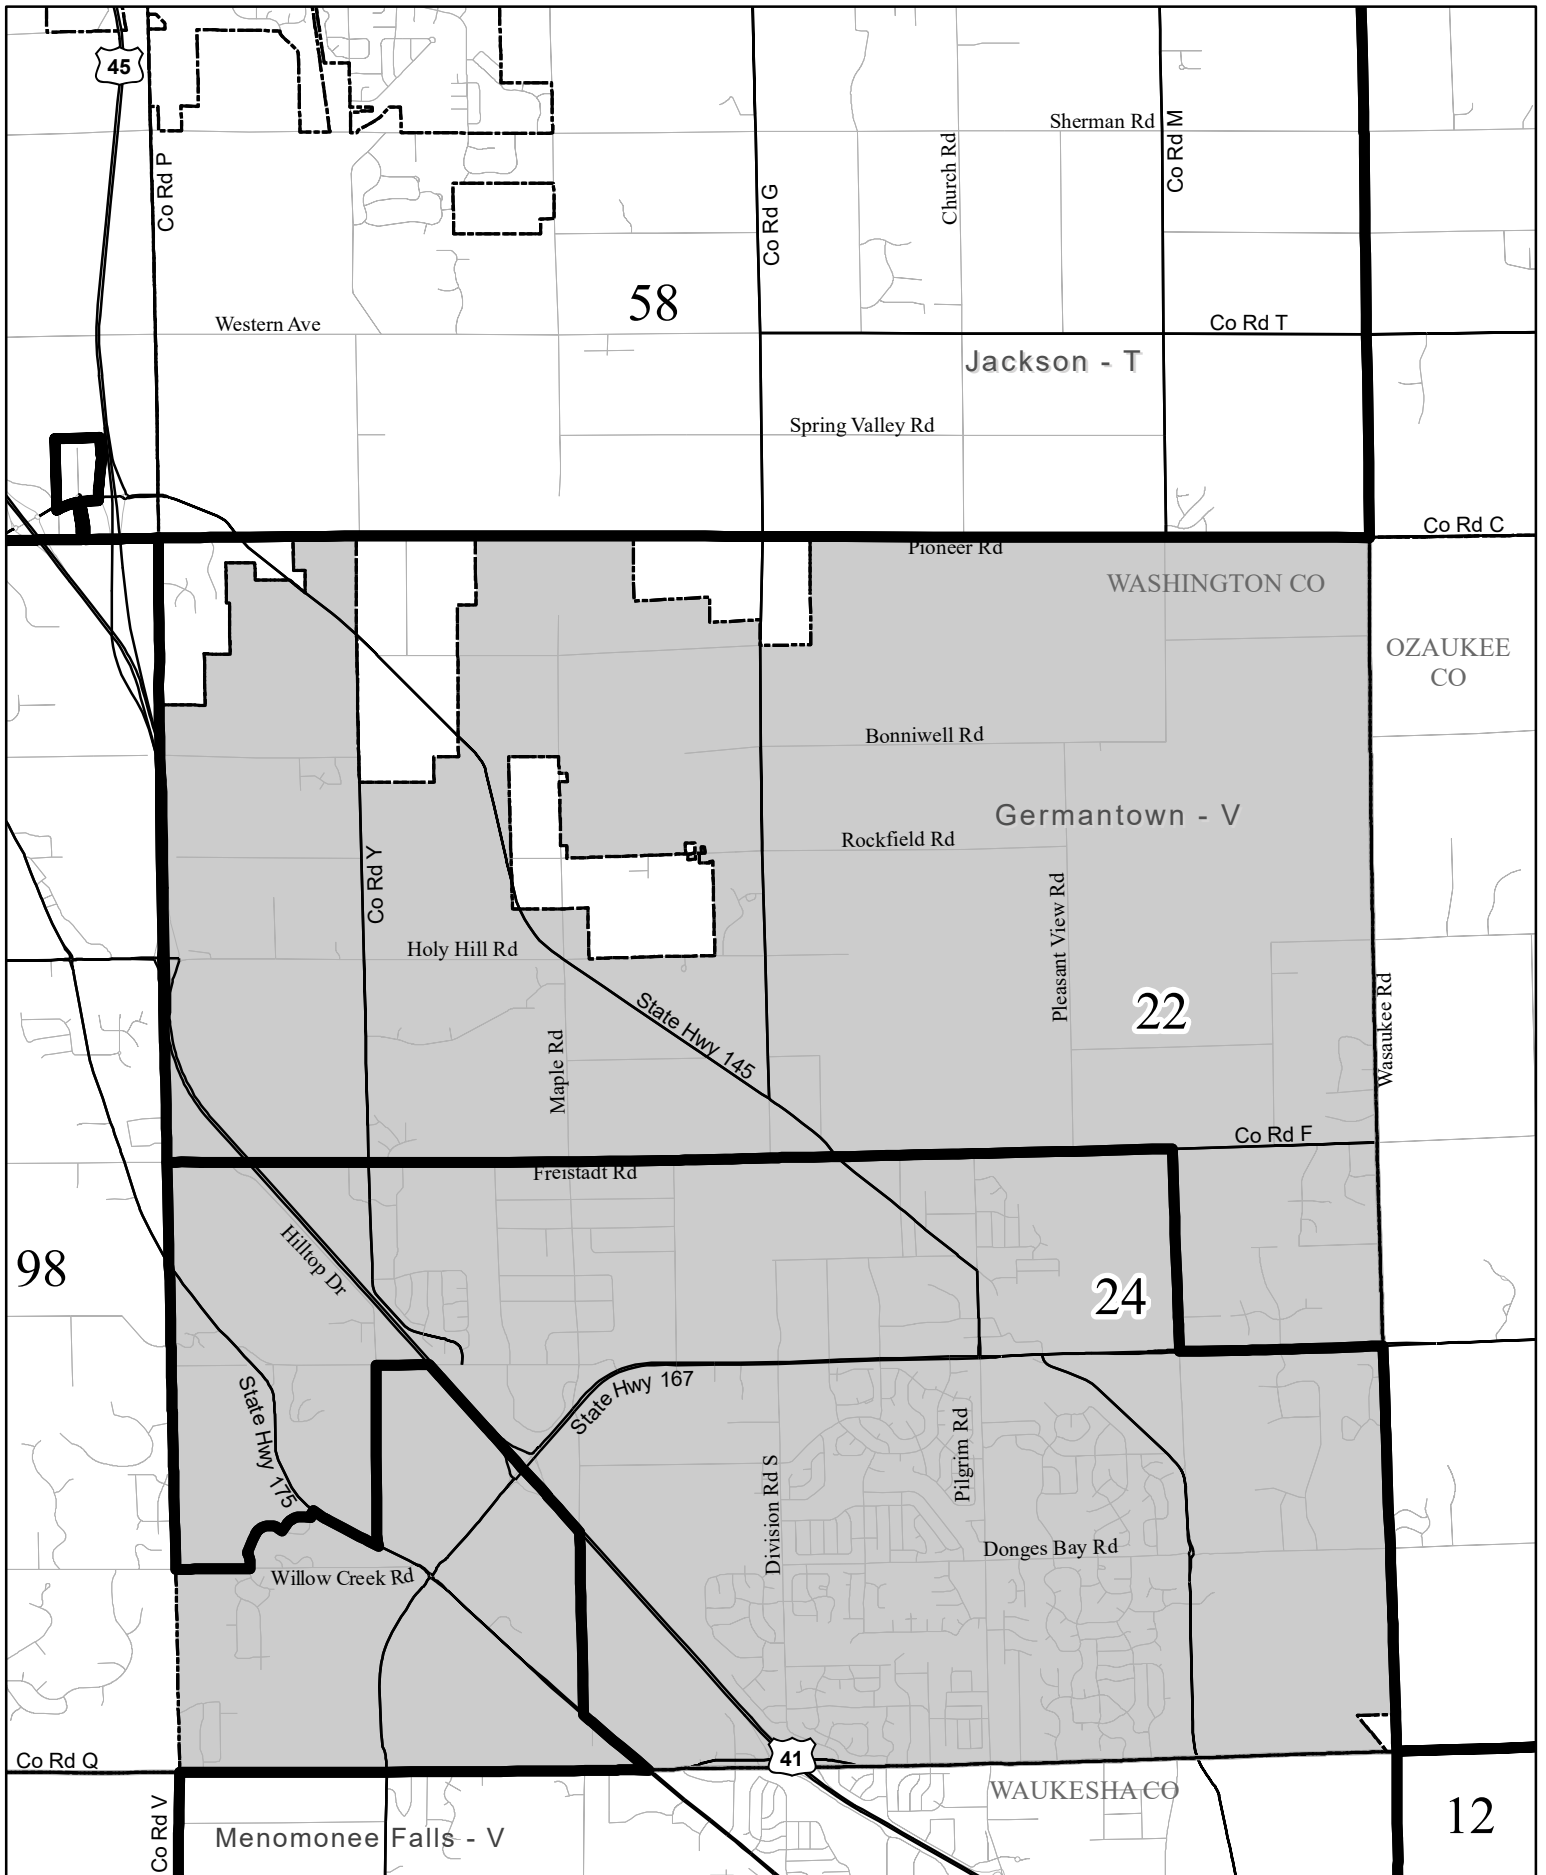 45
Sherman Rd
Co Rd M
Church Rd
Co Rd P
Co Rd G
58
Western Ave
Co Rd T
Jackson - T
Spring Valley Rd
Co Rd C
Pioneer Rd
WASHINGTON CO
OZAUKEE
CO
Bonniwell Rd
Germantown - V
Rockfield Rd
Co Rd Y
Pleasant View Rd
Holy Hill Rd
22
State Hwy 145
Wasaukee Rd
Maple Rd
Co Rd F
Freistadt Rd
Hilltop Dr
98
24
State Hwy 167
State Hwy 175
Pilgrim Rd
Division Rd S
Donges Bay Rd
Willow Creek Rd
Co Rd Q
41
WAUKESHA CO
Co Rd V
Menomonee Falls - V
12